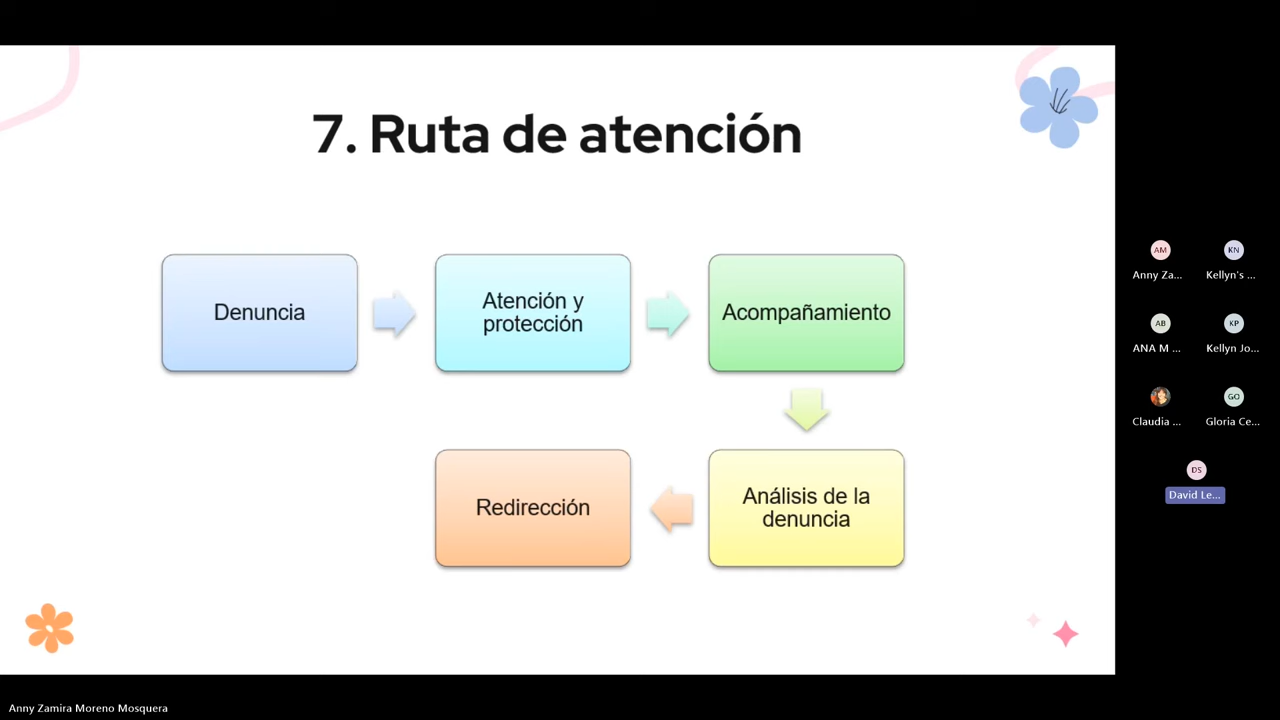 7. Ruta de atención
Denuncia
Atención y
protección
Acompañamiento
Análisis de la
denuncia
Redirección
AM
Anny Za...
KN
Kellyn's ...
AB
ANA M ...
KP
Kellyn Jo...
Claudia ...
GO
Gloria Ce...
DS
David Le...
Anny Zamira Moreno Mosquera